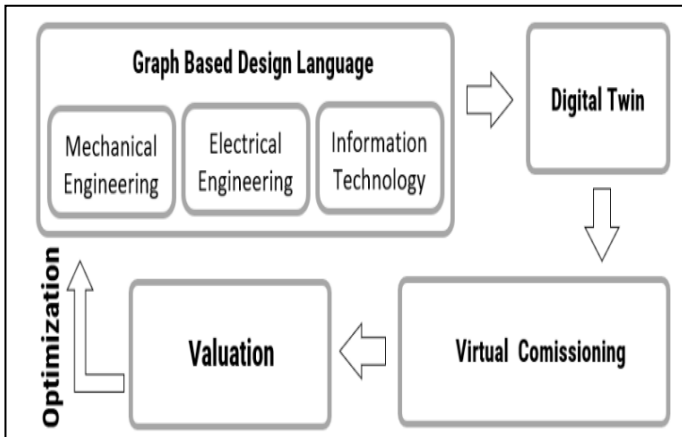 Graph Based Design Language
Mechanical
Engineering
Electrical
Engineering
Information
Technology
Digital Twin
Optimization
Valuation
Virtual Comissioning